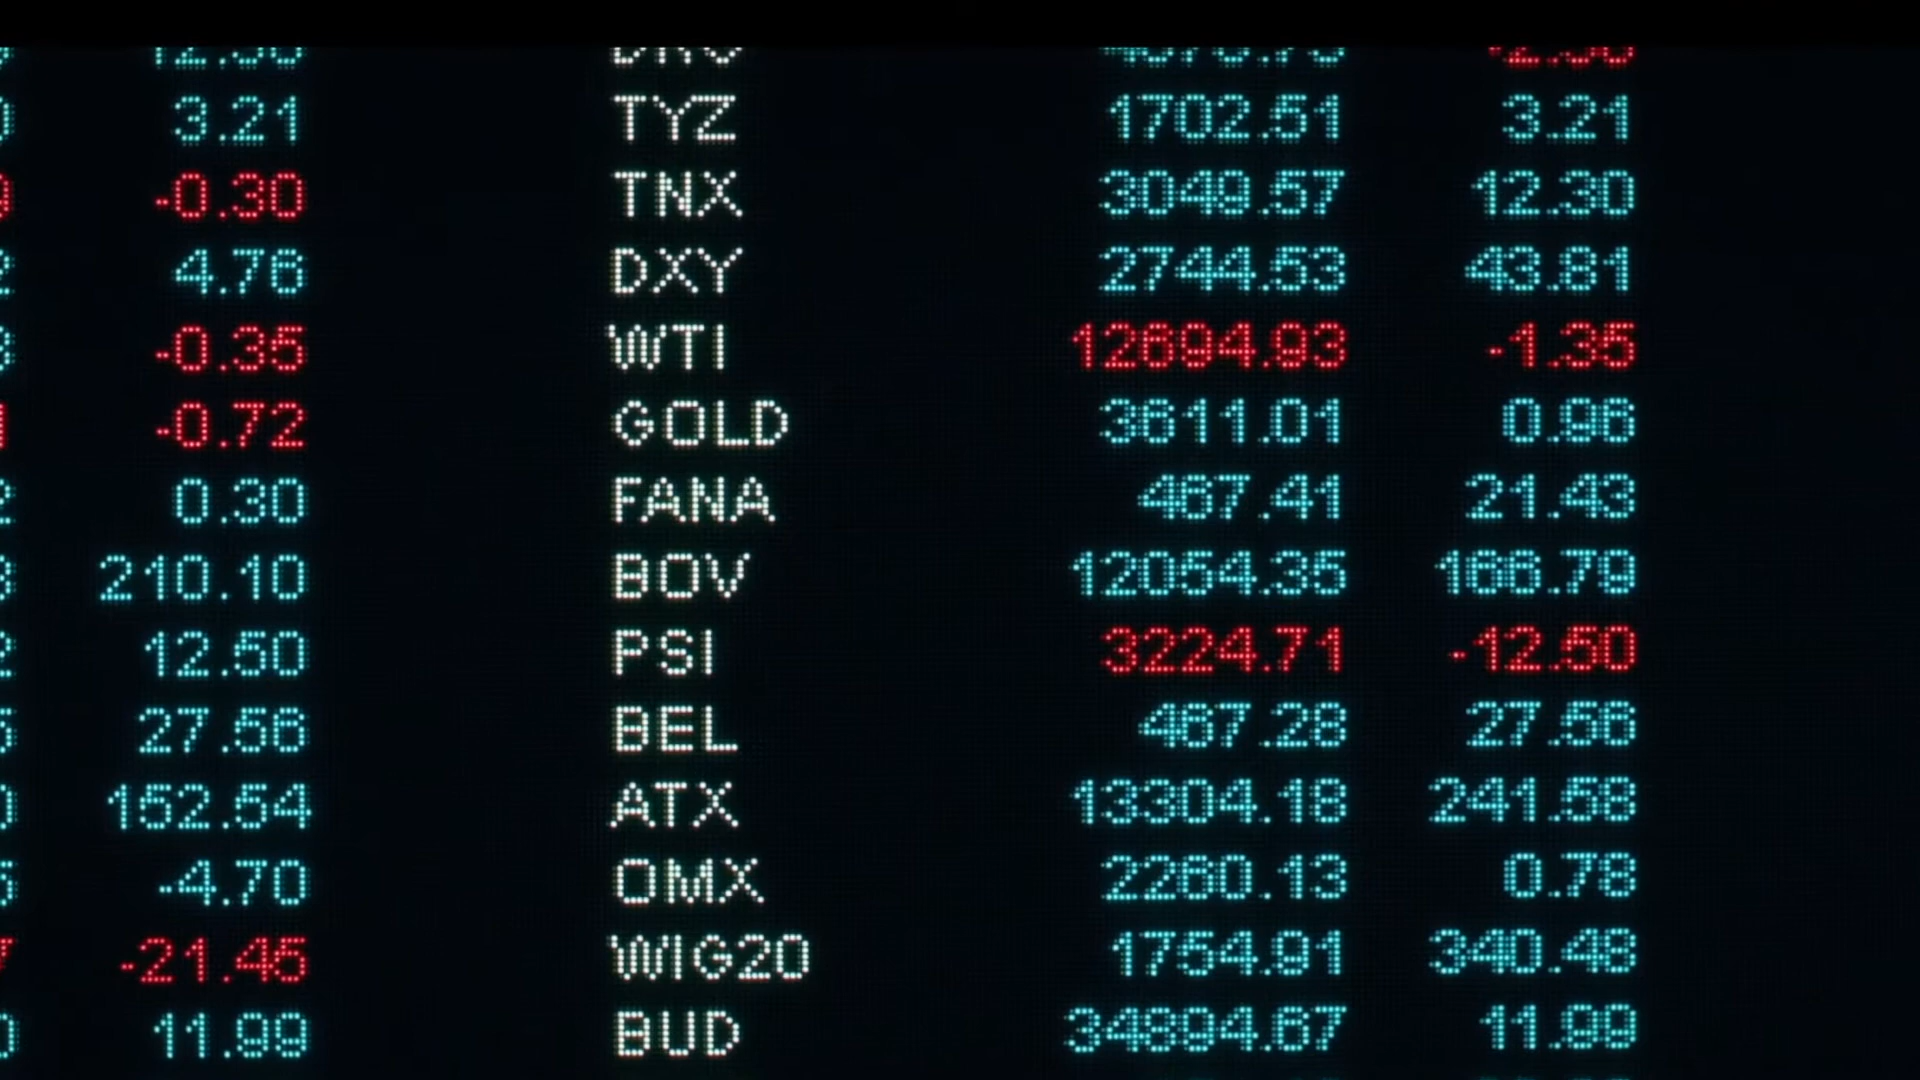 3.21 TYZ 1702.51 3.21
-0.30 TNX 3049.57 12.30
4.76 DXY 2744.53 43.81
-0.35 WTI 12694.93 -1.35
-0.72 GOLD 3611.01 0.96
0.30 FANA 467.41 21.43
210.10 BOV 12054.35 166.79
12.50 PSI 3224.71 -12.50
27.56 BEL 467.28 27.56
152.54 ATX 13304.18 241.58
-4.70 OMX 2260.13 0.78
-21.45 WIG20 1754.91 340.48
11.99 BUD 34894.67 11.99